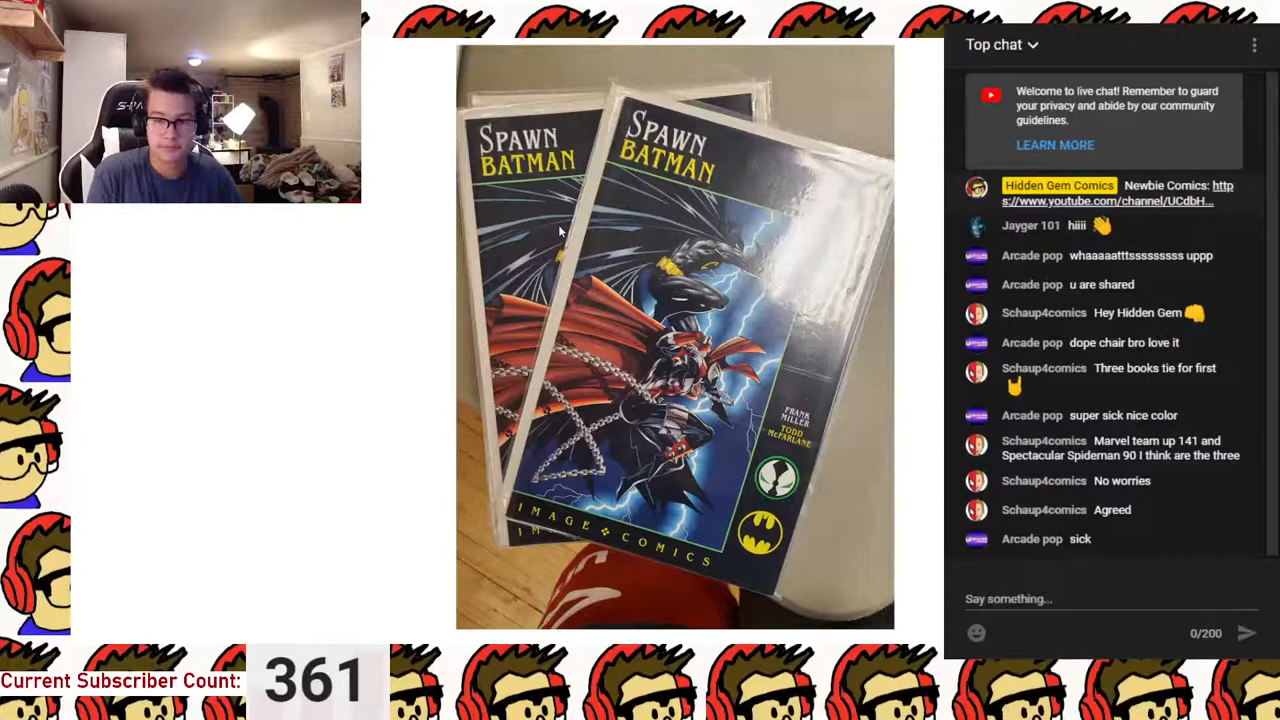 SPAWN
BATMAN
SPAWN
BATMAN
FRANK
MILLER
TODD
McFARLANE
IMAGE COMICS
IM
Current Subscriber Count:
361
Top chat
Welcome to live chat! Remember to guard
your privacy and abide by our community
guidelines.
LEARN MORE
Hidden Gem Comics Newbie Comics: http
s://www.youtube.com/channel/UCdbH...
Jayger 101 hiiii 👋
Arcade pop whaaaaatttsssssssss uppp
Arcade pop u are shared
Schaup4comics Hey Hidden Gem 👊
Arcade pop dope chair bro love it
Schaup4comics Three books tie for first
🤘
Arcade pop super sick nice color
Schaup4comics Marvel team up 141 and
Spectacular Spideman 90 I think are the three
Schaup4comics No worries
Schaup4comics Agreed
Arcade pop sick
Say something...
0/200